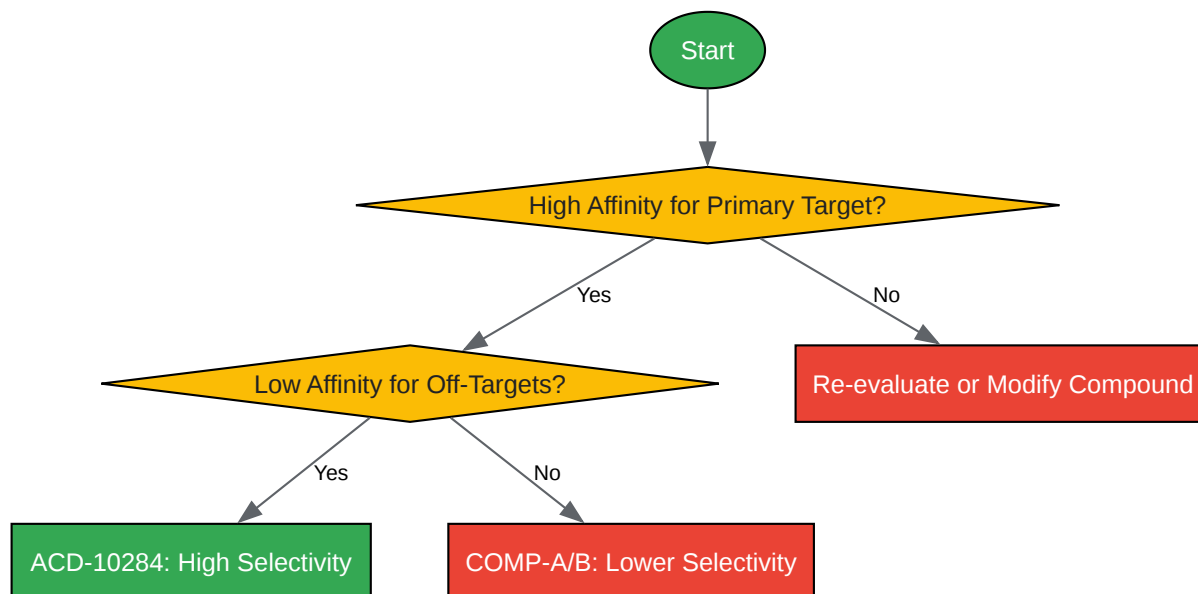 Start
High Affinity for Primary Target?
Yes
No
Low Affinity for Off-Targets?
Re-evaluate or Modify Compound
Yes
No
ACD-10284: High Selectivity
COMP-A/B: Lower Selectivity